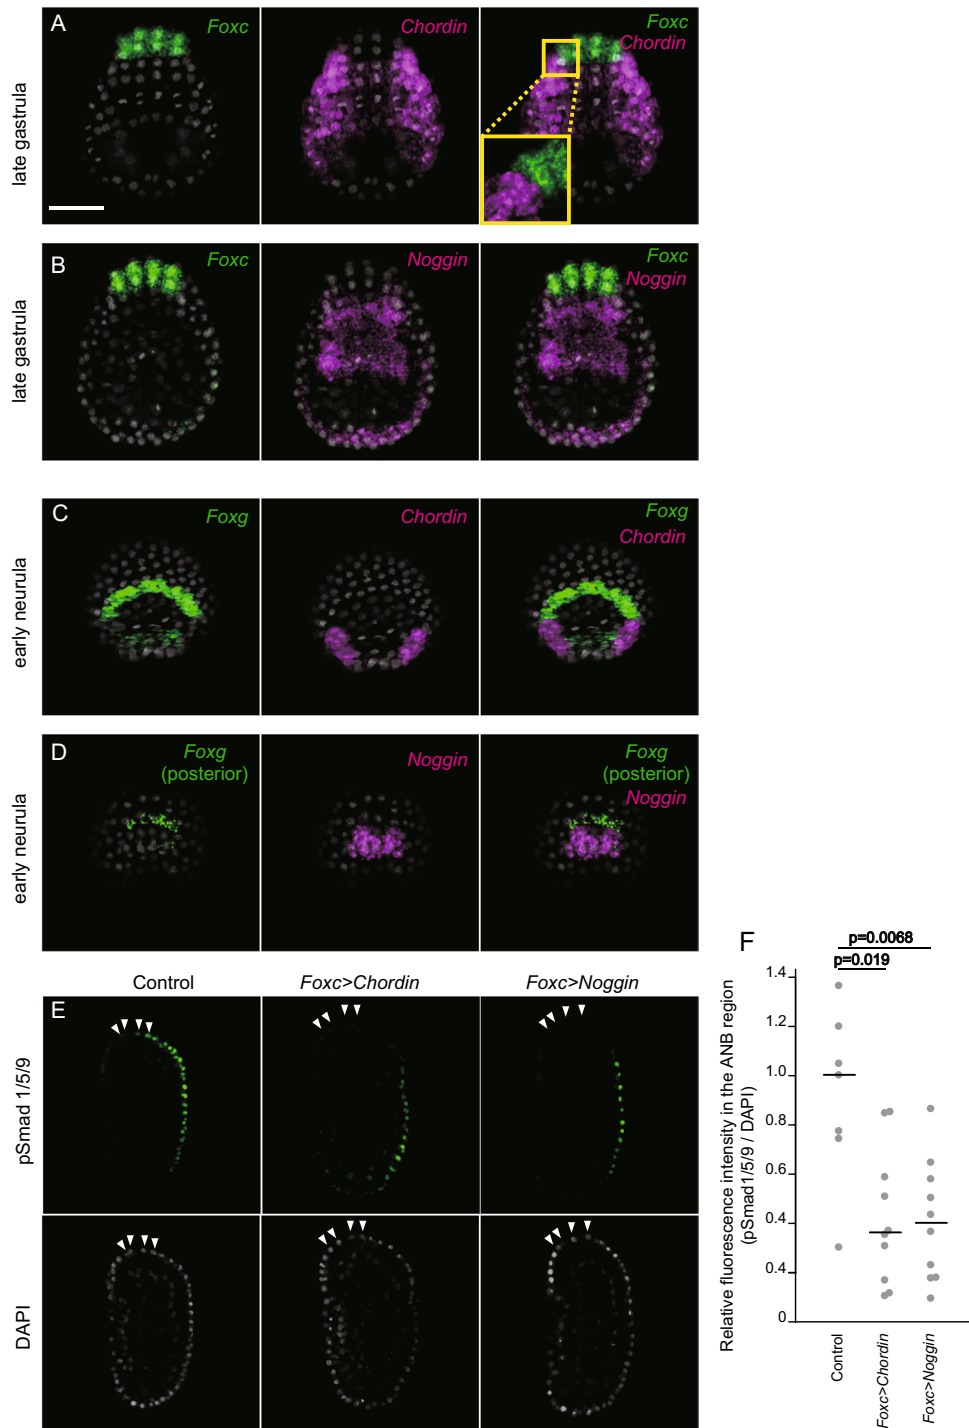 A
Foxc
Chordin
Foxc
Chordin
late gastrula
B
Foxc
Noggin
Foxc
Noggin
late gastrula
C
Foxg
Chordin
Foxg
Chordin
early neurula
D
Foxg
(posterior)
Noggin
Foxg
(posterior)
Noggin
early neurula
Control
Foxc>Chordin
Foxc>Noggin
E
pSmad 1/5/9
DAPI
F
p=0.0068
p=0.019
Relative fluorescence intensity in the ANB region
(pSmad1/5/9 / DAPI)
1.4
1.2
1.0
0.8
0.6
0.4
0.4
0
Control
Foxc>Chordin
Foxc>Noggin